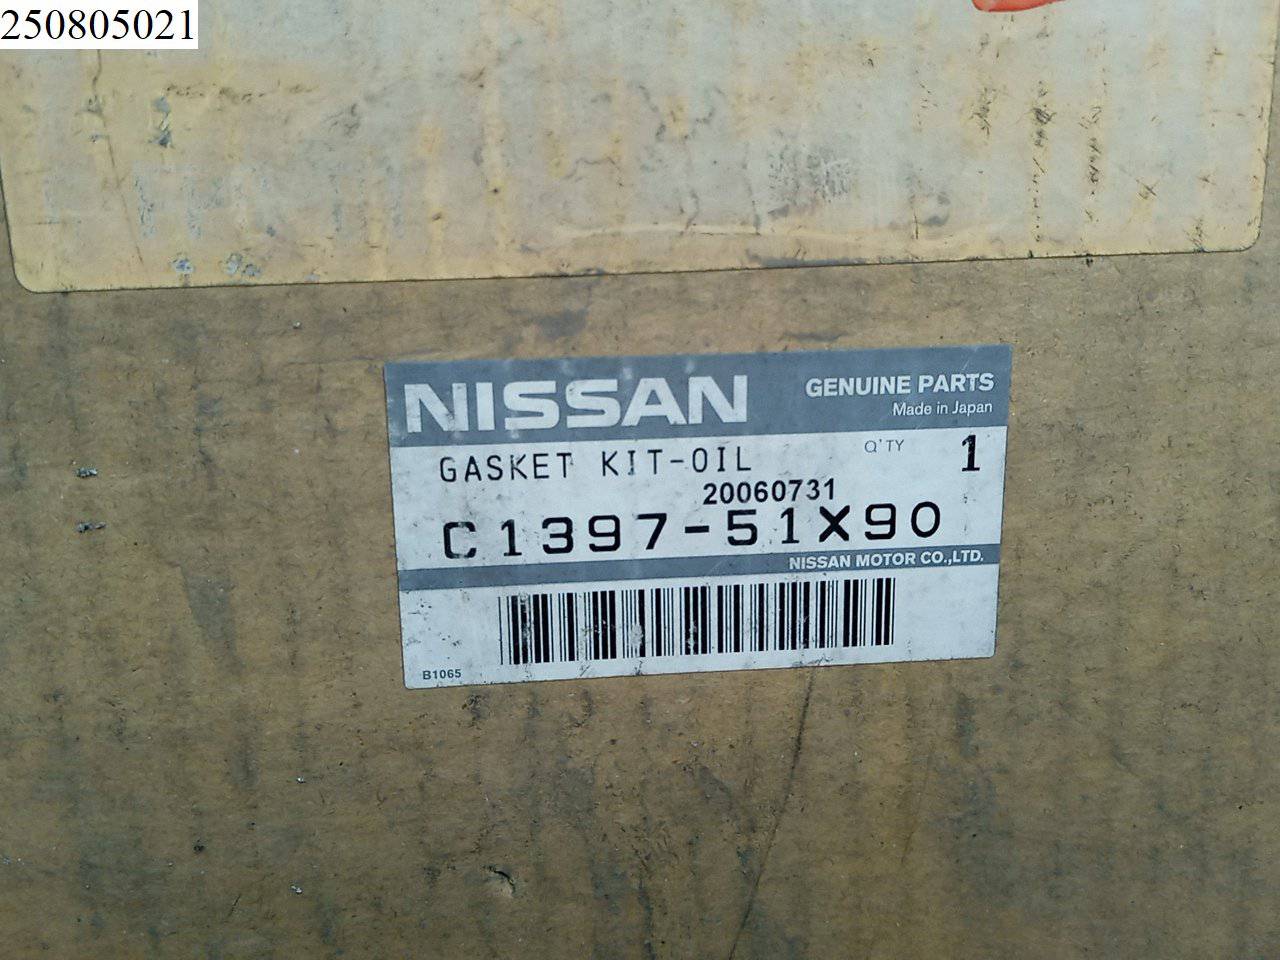 250805021
NISSAN
GENUINE PARTS
Made in Japan
GASKET KIT-OIL
Q'TY 1
20060731
C1397-51X90
NISSAN MOTOR CO.,LTD.
B1065